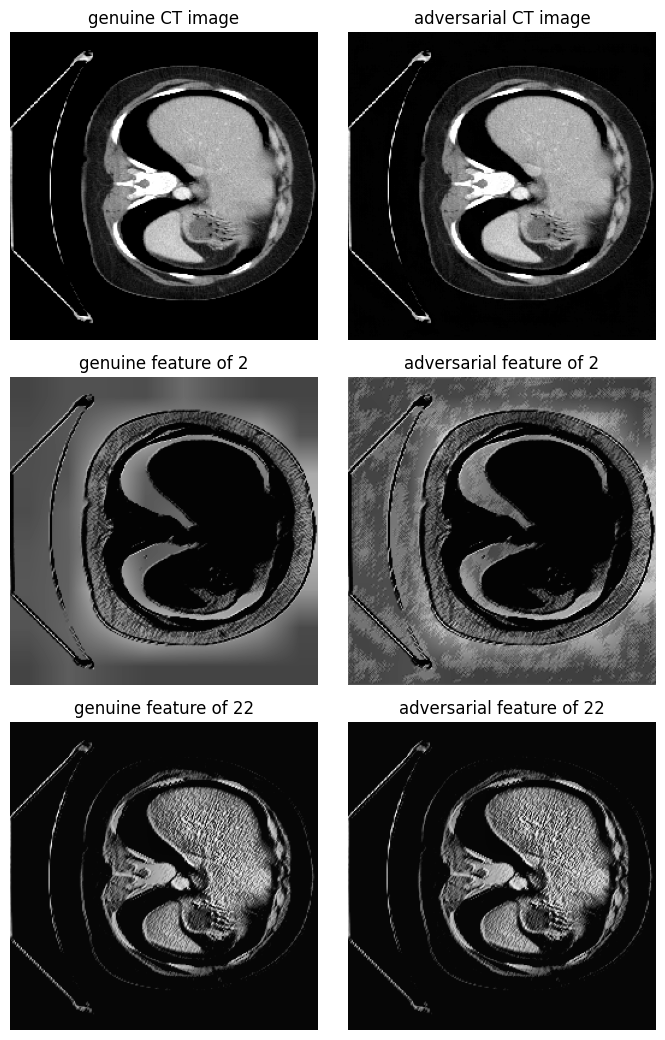 genuine CT image
adversarial CT image
genuine feature of 2
adversarial feature of 2
genuine feature of 22
adversarial feature of 22